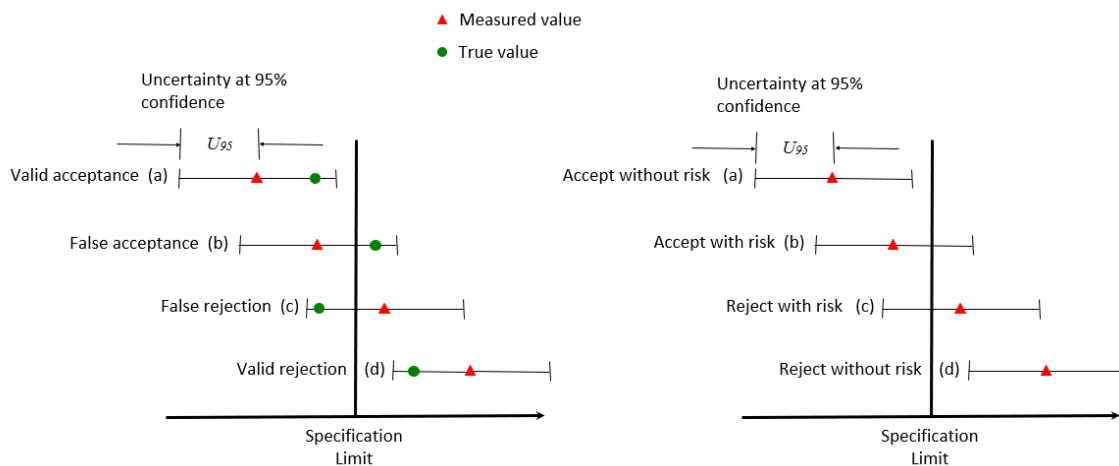 Measured value
True value
Uncertainty at 95%
confidence
U95
Valid acceptance (a)
False acceptance (b)
False rejection (c)
Valid rejection (d)
Specification
Limit
Uncertainty at 95%
confidence
U95
Accept without risk (a)
Accept with risk (b)
Reject with risk (c)
Reject without risk (d)
Specification
Limit